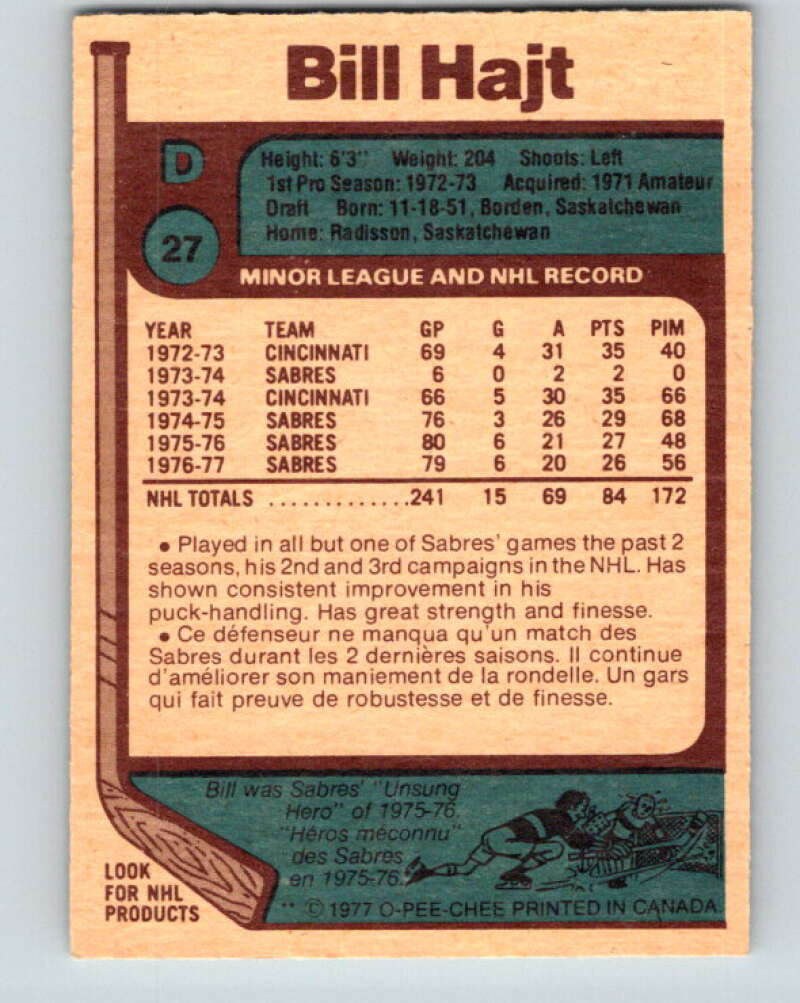 Bill Hajt
D
27
Height: 6'3" Weight: 204 Shoots: Left
1st Pro Season: 1972-73 Acquired: 1971 Amateur
Draft Born: 11-18-51, Borden, Saskatchewan
Home: Radisson, Saskatchewan
MINOR LEAGUE AND NHL RECORD
YEAR TEAM GP G A PTS PIM
1972-73 CINCINNATI 69 4 31 35 40
1973-74 SABRES 6 0 2 2 0
1973-74 CINCINNATI 66 5 30 35 66
1974-75 SABRES 76 3 26 29 68
1975-76 SABRES 80 6 21 27 48
1976-77 SABRES 79 6 20 26 56
NHL TOTALS .............241 15 69 84 172
• Played in all but one of Sabres' games the past 2
seasons, his 2nd and 3rd campaigns in the NHL. Has
shown consistent improvement in his
puck-handling. Has great strength and finesse.
• Ce défenseur ne manqua qu'un match des
Sabres durant les 2 dernières saisons. Il continue
d'améliorer son maniement de la rondelle. Un gars
qui fait preuve de robustesse et de finesse.
Bill was Sabres' "Unsung
Hero" of 1975-76.
"Héros méconnu"
des Sabres
en 1975-76.
LOOK
FOR NHL
PRODUCTS
** © 1977 O-PEE-CHEE PRINTED IN CANADA